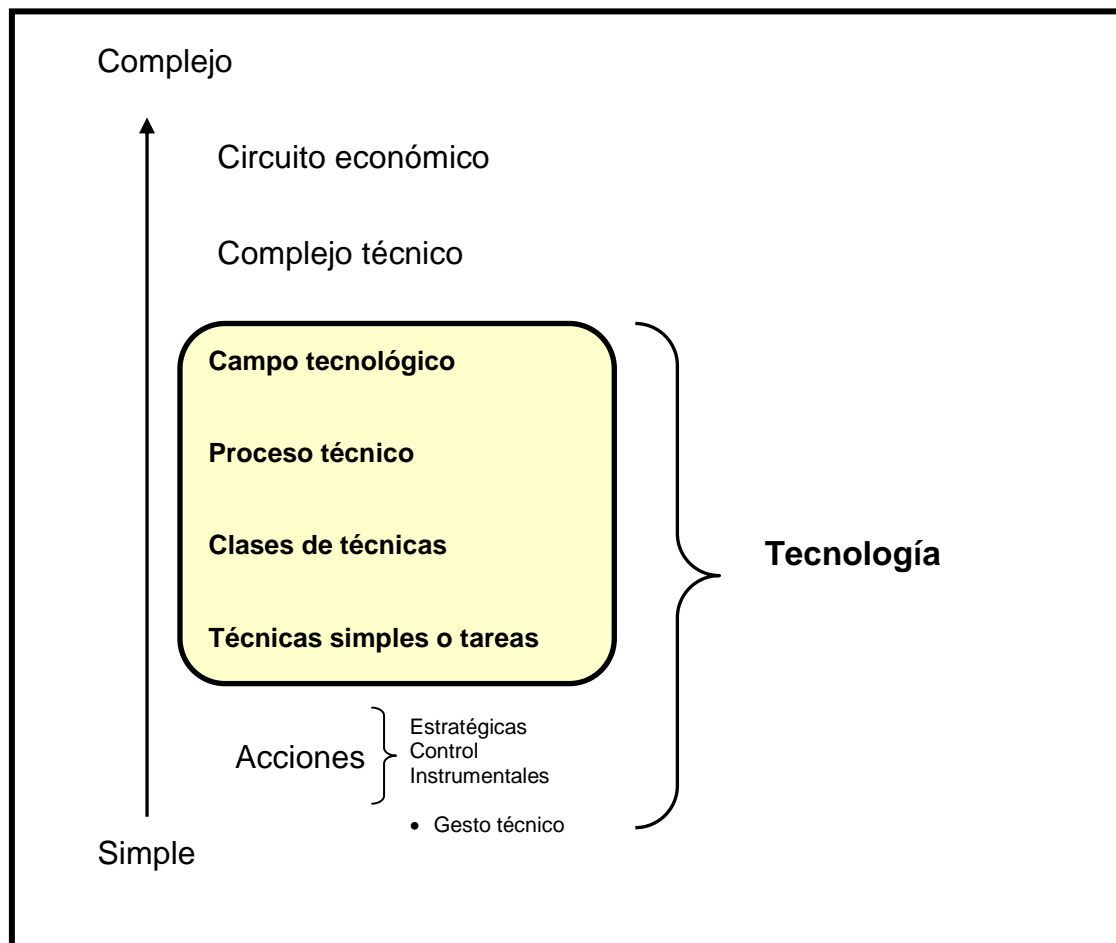 Complejo
Circuito económico
Complejo técnico
Campo tecnológico
Proceso técnico
Clases de técnicas
Tecnología
Técnicas simples o tareas
Acciones
Estratégicas
Control
Instrumentales
• Gesto técnico
Simple